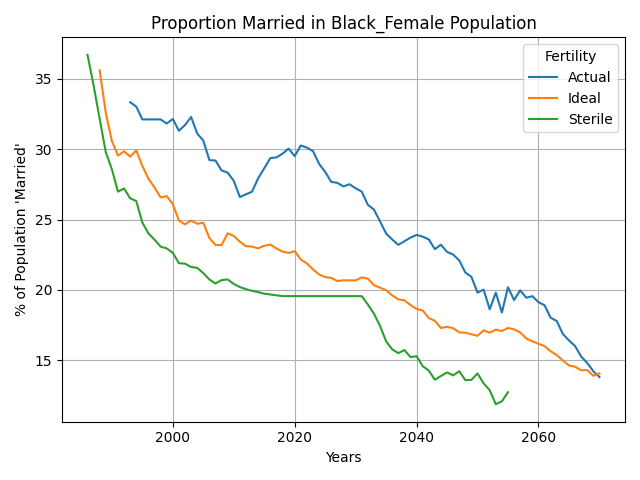 Proportion Married in Black_Female Population
% of Population 'Married'
35
30
25
20
15
Fertility
Actual
Ideal
Sterile
2000 2020 2040 2060
Years